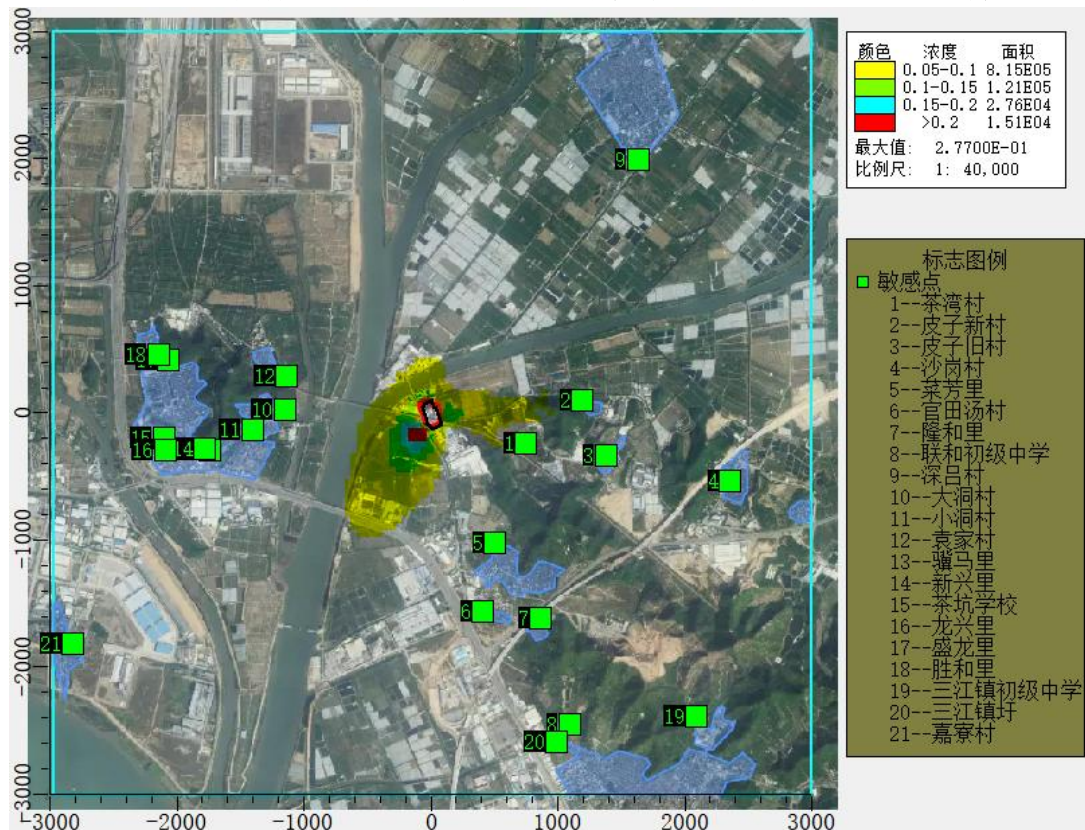 颜色 浓度 面积
0.05-0.1 8.15E05
0.1-0.15 1.21E05
0.15-0.2 2.76E04
>0.2 1.51E04
最大值: 2.7700E-01
比例尺: 1: 40,000
标志图例
敏感点
1--茶湾村
2--皮子新村
3--皮子旧村
4--沙岗村
5--菜芳里
6--官田汤村
7--隆和里
8--联和初级中学
9--深吕村
10--大洞村
11--小洞村
12--袁家村
13--骥马里
14--新兴里
15--茶坑学校
16--龙兴里
17--盛龙里
18--胜和里
19--三江镇初级中学
20--三江镇圩
21--嘉寮村
3000
2000
1000
0
-1000
-2000
-3000
-3000 -2000 -1000 0 1000 2000 3000
9
18
12
10
11
15
16
14
2
1
3
4
5
6
7
21
8
19
20